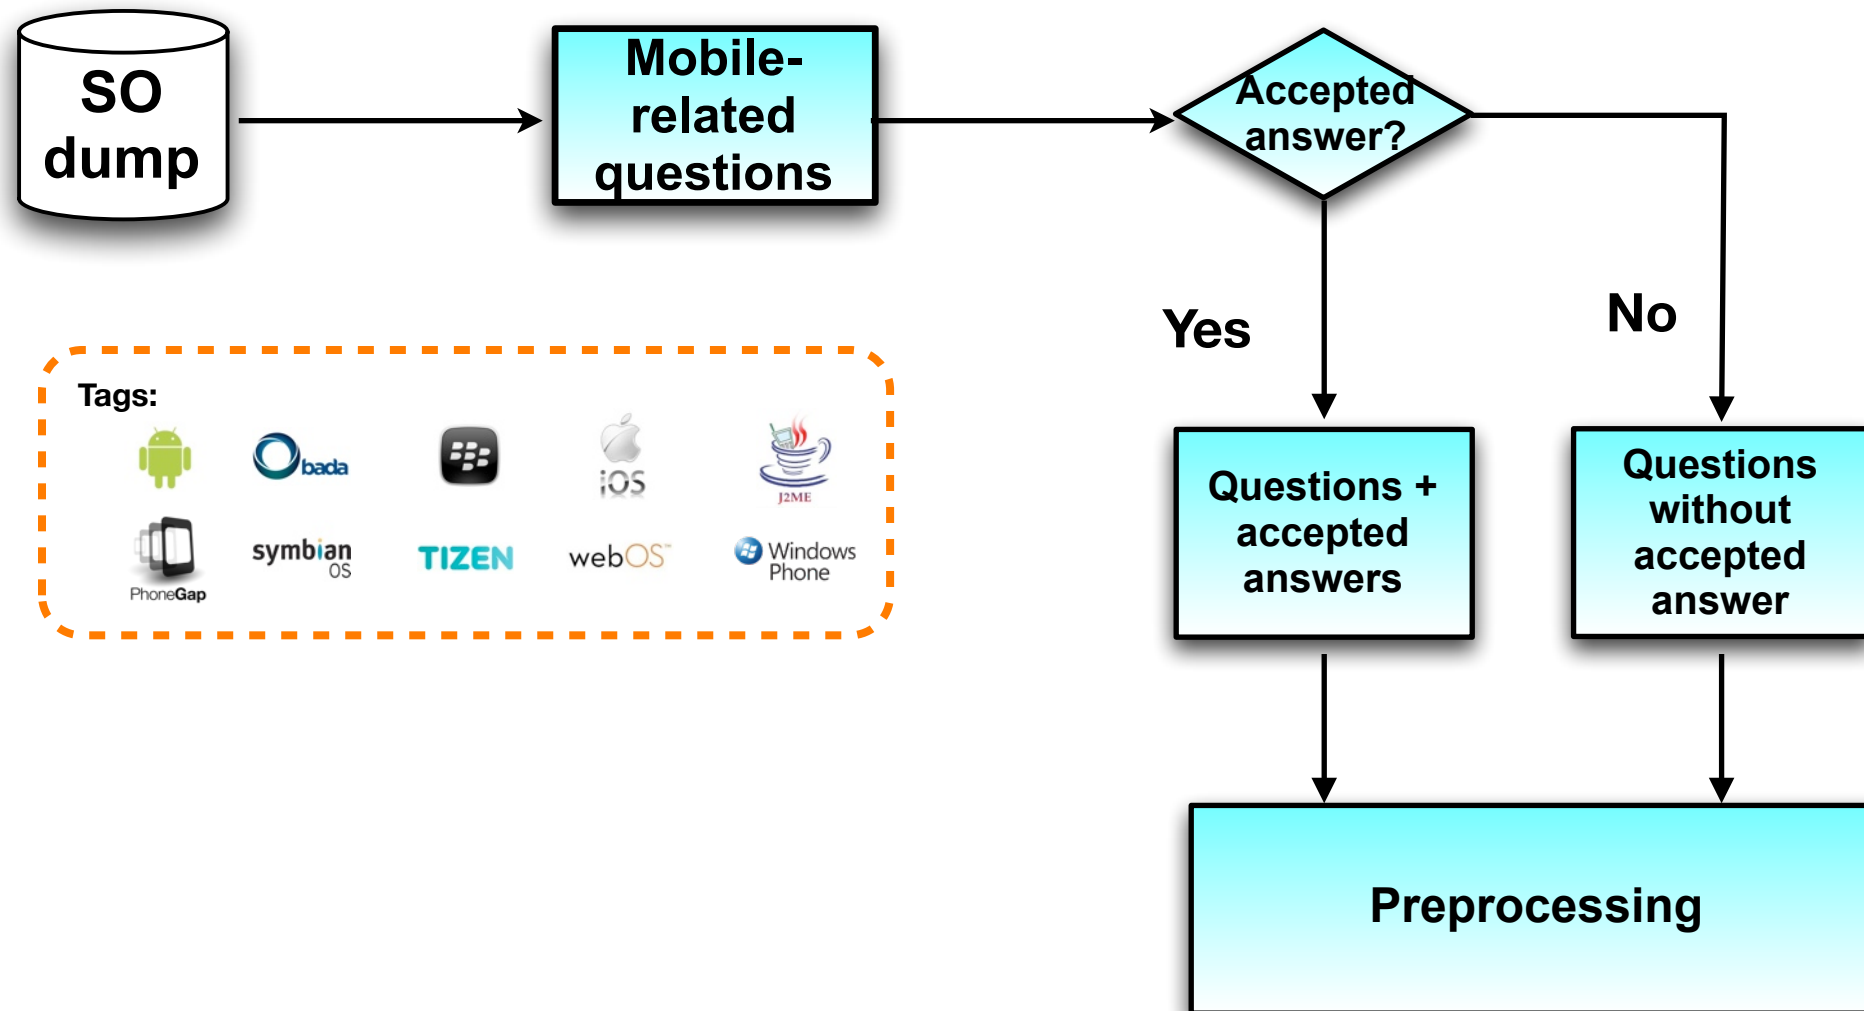 SO
dump
Mobile-
related
questions
Accepted
answer?
Yes
No
Tags:
bada
iOS
J2ME
PhoneGap
symbian
OS
TIZEN
webOS™
Windows
Phone
Questions +
accepted
answers
Questions
without
accepted
answer
Preprocessing